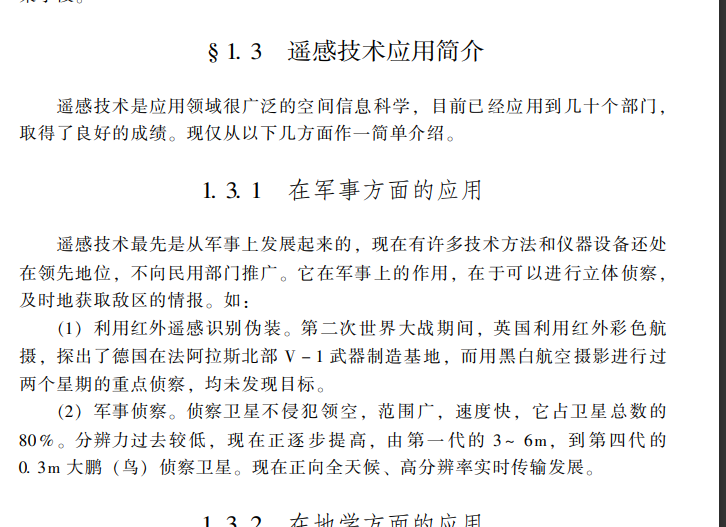 §1.3 遥感技术应用简介
遥感技术是应用领域很广泛的空间信息科学，目前已经应用到几十个部门，
取得了良好的成绩。现仅从以下几方面作一简单介绍。
1.3.1 在军事方面的应用
遥感技术最先是从军事上发展起来的，现在有许多技术方法和仪器设备还处
在领先地位，不向民用部门推广。它在军事上的作用，在于可以进行立体侦察，
及时地获取敌区的情报。如：
（1）利用红外遥感识别伪装。第二次世界大战期间，英国利用红外彩色航
摄，探出了德国在法阿拉斯北部 V－1 武器制造基地，而用黑白航空摄影进行过
两个星期的重点侦察，均未发现目标。
（2）军事侦察。侦察卫星不侵犯领空，范围广，速度快，它占卫星总数的
80%。分辨力过去较低，现在正逐步提高，由第一代的 3～6m，到第四代的
0.3m 大鹏（鸟）侦察卫星。现在正向全天候、高分辨率实时传输发展。
1.3.2 在地学方面的应用